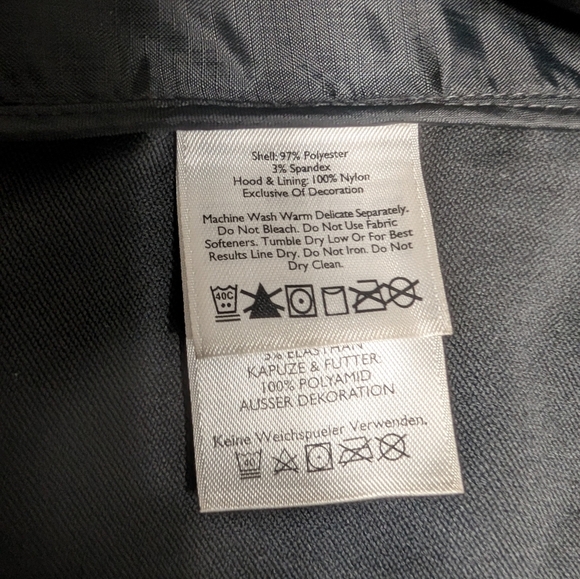 Shell: 97% Polyester
3% Spandex
Hood & Lining: 100% Nylon
Exclusive Of Decoration
Machine Wash Warm Delicate Separately.
Do Not Bleach. Do Not Use Fabric
Softeners. Tumble Dry Low Or For Best
Results Line Dry. Do Not Iron. Do Not
Dry Clean.
40C
3% ELASTHAN
KAPUZE & FUTTER:
100% POLYAMID
AUSSER DEKORATION
Keine Weichspueler Verwenden.
40